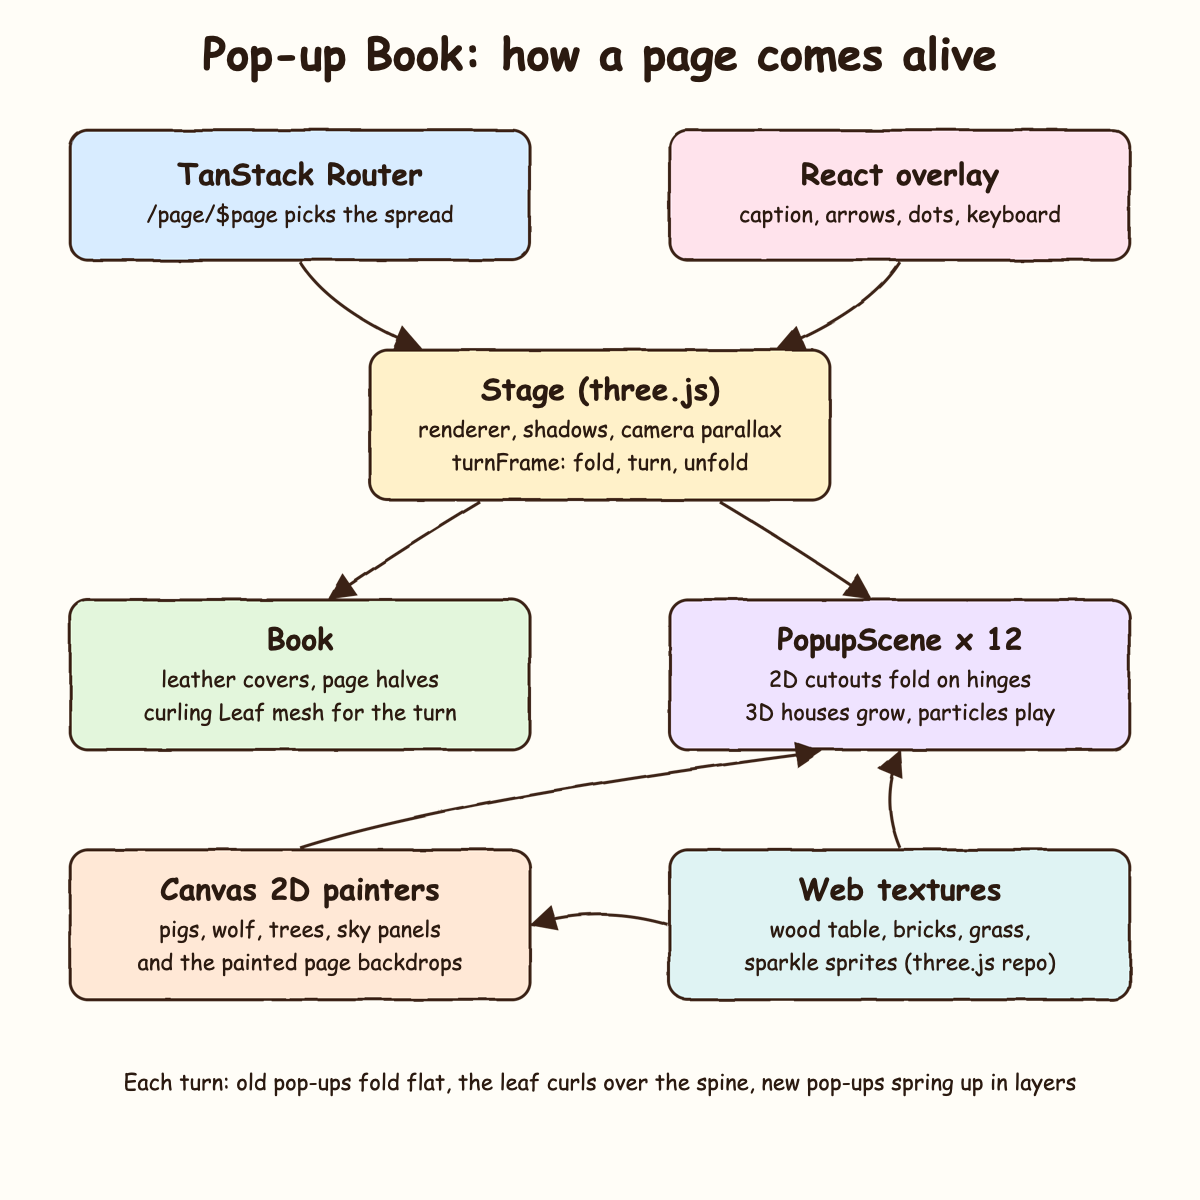 Pop-up Book: how a page comes alive
TanStack Router
/page/$page picks the spread
React overlay
caption, arrows, dots, keyboard
Stage (three.js)
renderer, shadows, camera parallax
turnFrame: fold, turn, unfold
Book
leather covers, page halves
curling Leaf mesh for the turn
PopupScene x 12
2D cutouts fold on hinges
3D houses grow, particles play
Canvas 2D painters
pigs, wolf, trees, sky panels
and the painted page backdrops
Web textures
wood table, bricks, grass,
sparkle sprites (three.js repo)
Each turn: old pop-ups fold flat, the leaf curls over the spine, new pop-ups spring up in layers